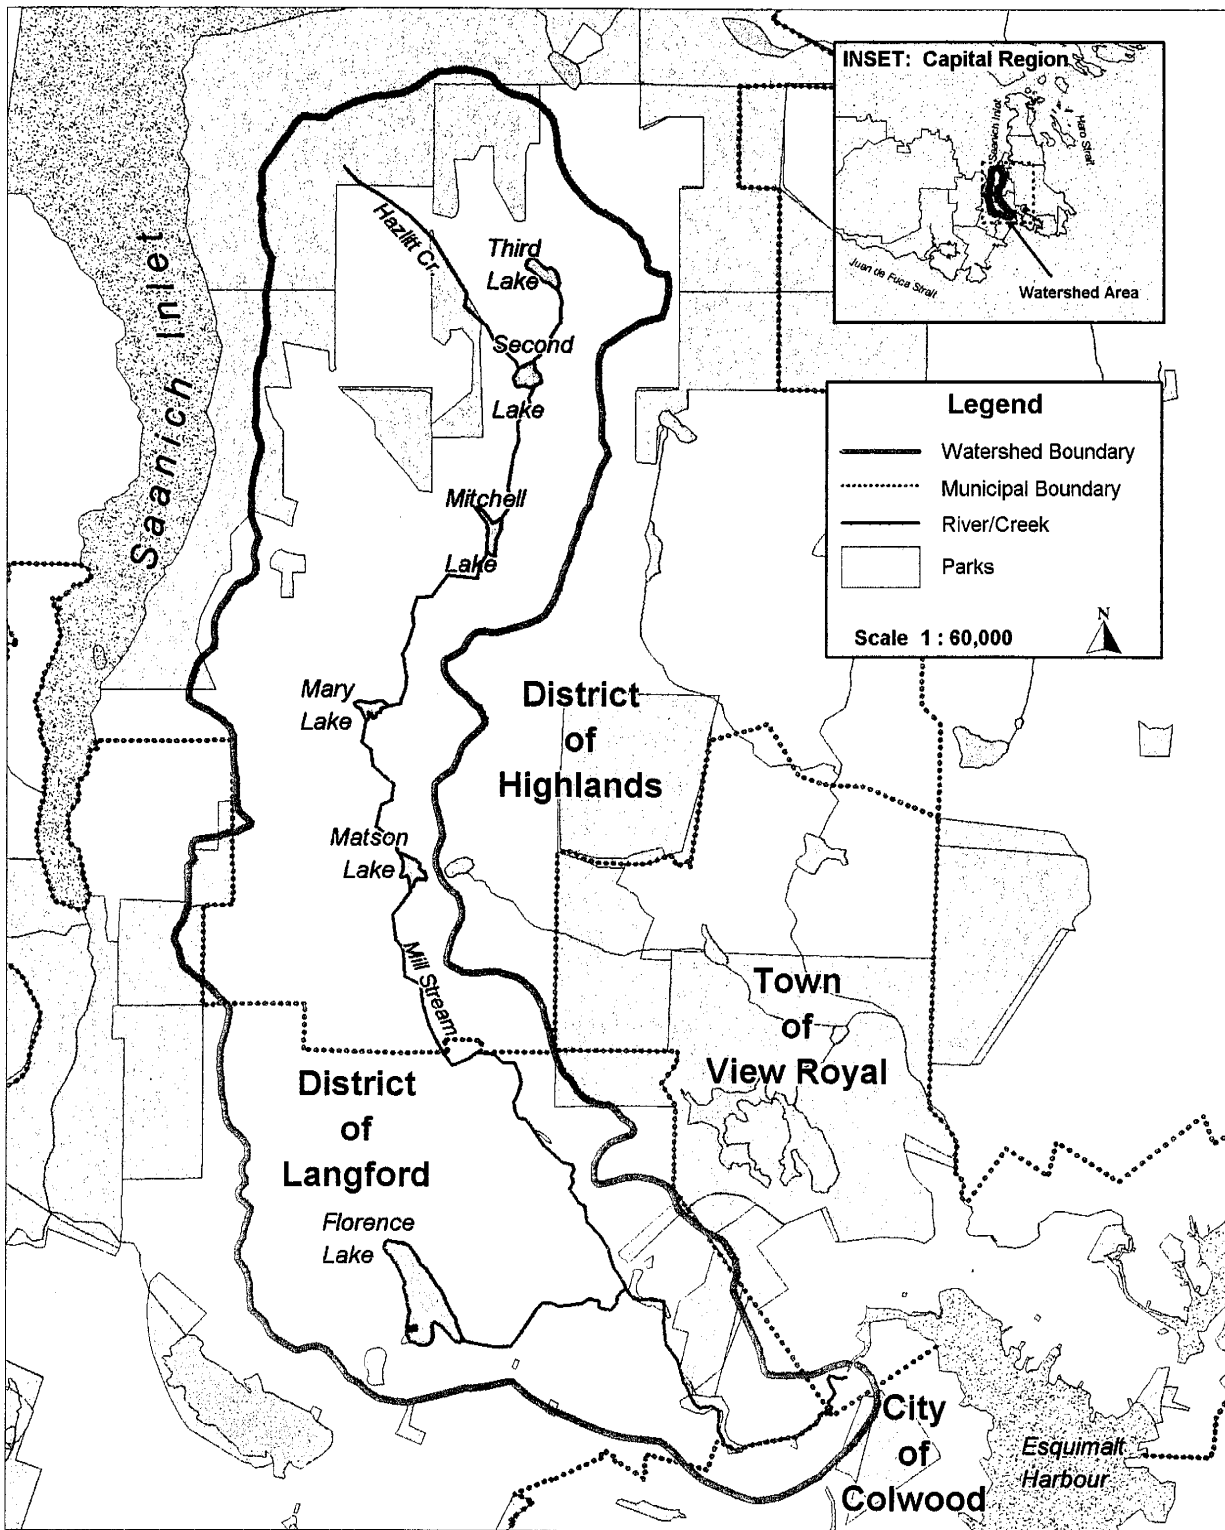 INSET: Capital Region
Saanich Inlet
Haro Strait
Juan de Fuca Strait
Watershed Area
Legend
Watershed Boundary
Municipal Boundary
River/Creek
Parks
Scale 1 : 60,000
N
Saanich Inlet
Hazlitt Cr.
Third
Lake
Second
Lake
Mitchell
Lake
Mary
Lake
District
of
Highlands
Matson
Lake
Mill Stream
Town
of
View Royal
District
of
Langford
Florence
Lake
City
of
Colwood
Esquimalt
Harbour